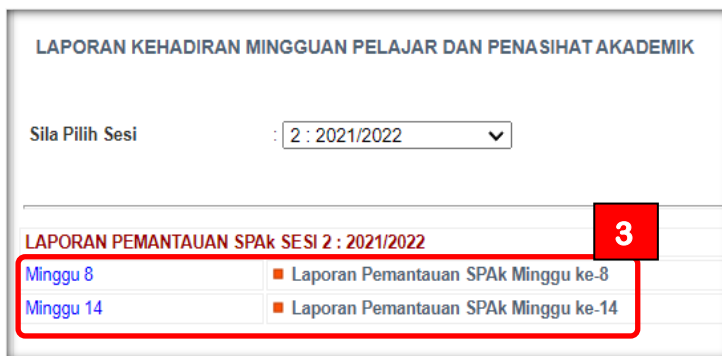 LAPORAN KEHADIRAN MINGGUAN PELAJAR DAN PENASIHAT AKADEMIK
Sila Pilih Sesi : 2 : 2021/2022
3
LAPORAN PEMANTAUAN SPAk SESI 2 : 2021/2022
Minggu 8 Laporan Pemantauan SPAk Minggu ke-8
Minggu 14 Laporan Pemantauan SPAk Minggu ke-14